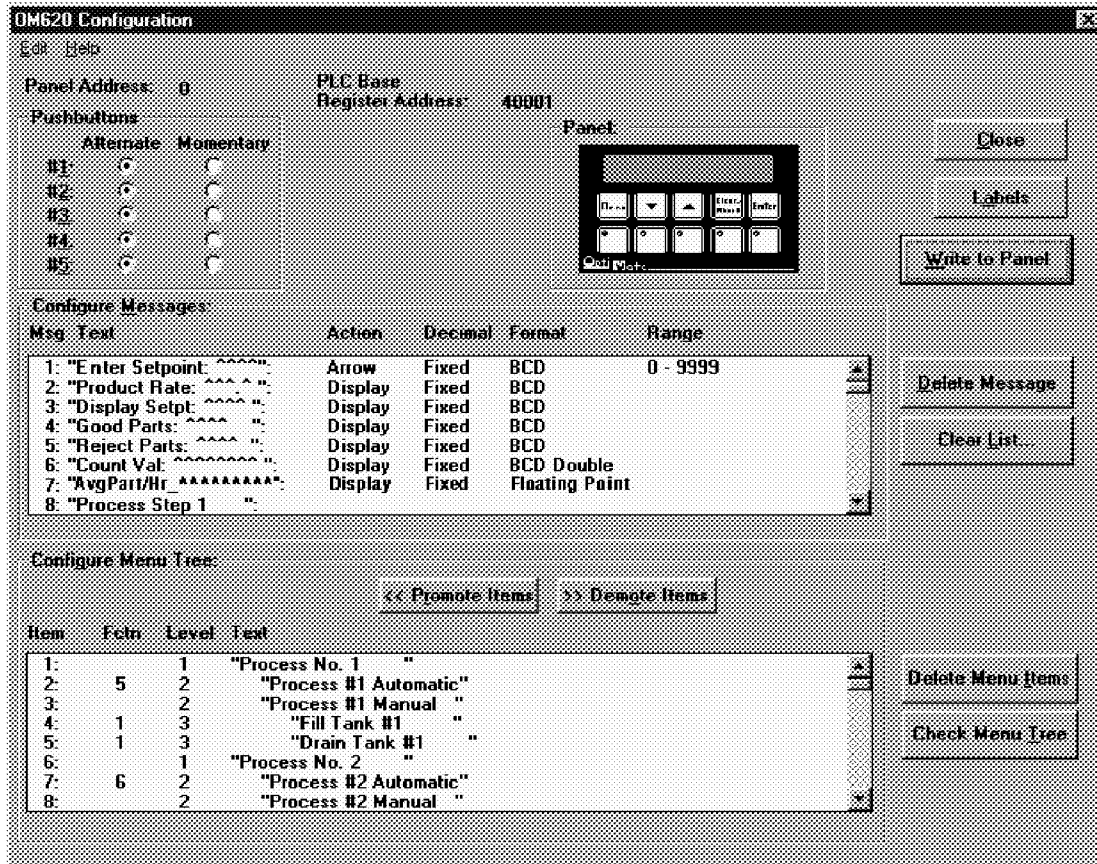 OM620 Configuration
Edit Help
Panel Address: 0
PLC Base
Register Address: 40001
Pushbuttons
Alternate Momentary
#1:
#2:
#3:
#4:
#5:
Panel:
Clear
Enter
Opti Mate
Close
Labels
Write to Panel
Configure Messages:
Msg Text Action Decimal Format Range
1: "Enter Setpoint: ^^^^": Arrow Fixed BCD 0 - 9999
2: "Product Rate: ^^^.^ ": Display Fixed BCD
3: "Display Setpt: ^^^^ ": Display Fixed BCD
4: "Good Parts: ^^^^ ": Display Fixed BCD
5: "Reject Parts: ^^^^ ": Display Fixed BCD
6: "Count Val: ^^^^^^^^ ": Display Fixed BCD Double
7: "AvgPart/Hr_^^^^^^^^^": Display Fixed Floating Point
8: "Process Step 1 ":
Delete Message
Clear List...
Configure Menu Tree:
<< Promote Items >> Demote Items
Item Fctn Level Text
1: 1 "Process No. 1 "
2: 5 2 "Process #1 Automatic"
3: 2 "Process #1 Manual "
4: 1 3 "Fill Tank #1 "
5: 1 3 "Drain Tank #1 "
6: 1 "Process No. 2 "
7: 6 2 "Process #2 Automatic"
8: 2 "Process #2 Manual "
Delete Menu Items
Check Menu Tree